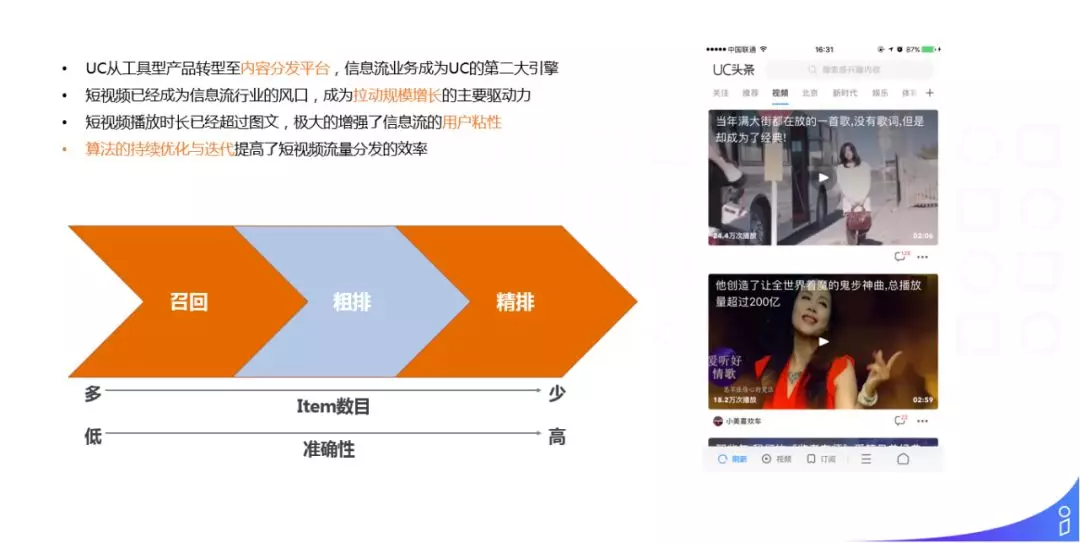 UC从工具型产品转型至内容分发平台，信息流业务成为UC的第二大引擎
短视频已经成为信息流行业的风口，成为拉动规模增长的主要驱动力
短视频播放时长已经超过图文，极大的增强了信息流的用户粘性
算法的持续优化与迭代提高了短视频流量分发的效率
召回
粗排
精排
多
少
Item数目
低
高
准确性
中国联通
16:31
87%
UC头条
搜索感兴趣内容
关注 推荐 视频 北京 新时代 娱乐
当年满大街都在放的一首歌,没有歌词,但是
却成为了经典!
24.4万次播放
02:06
他创造了让全世界着魔的鬼步神曲,总播放
量超过200亿
爱听好
情歌
18.2万次播放
02:59
小美喜欢车
22
刷新 视频 订阅